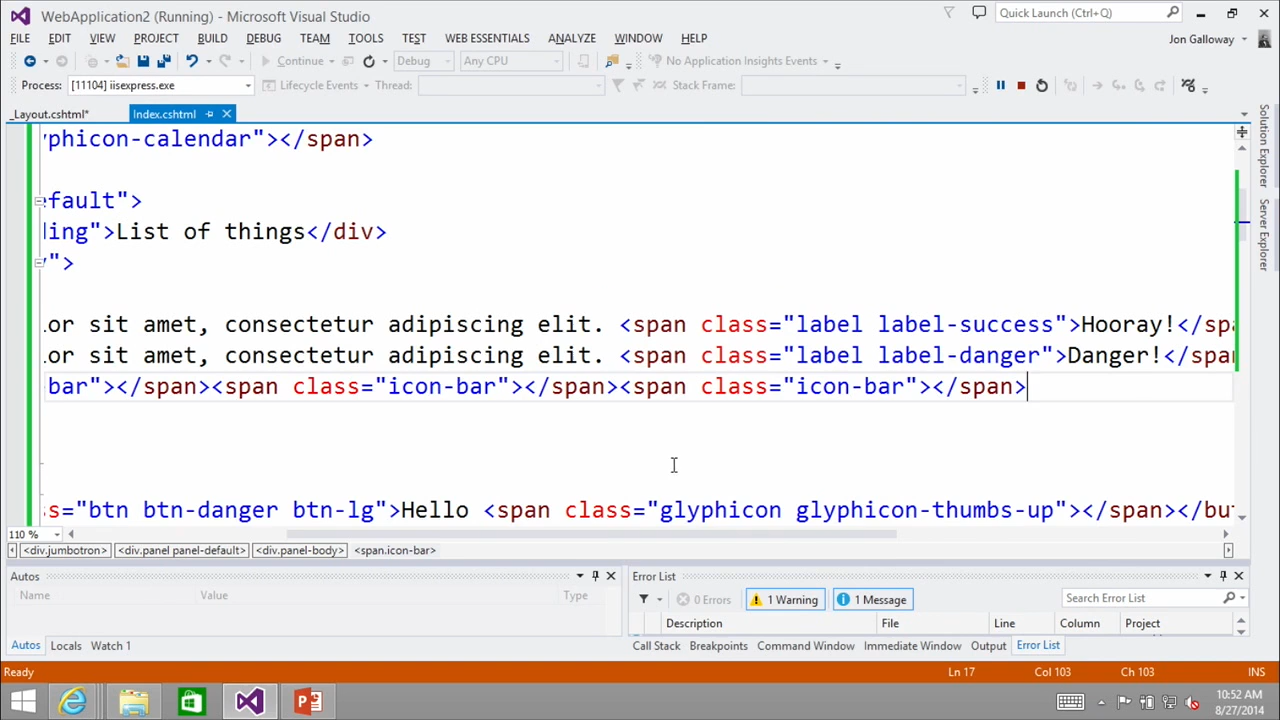 WebApplication2 (Running) - Microsoft Visual Studio
Quick Launch (Ctrl+Q)
FILE EDIT VIEW PROJECT BUILD DEBUG TEAM TOOLS TEST WEB ESSENTIALS ANALYZE WINDOW HELP
Jon Galloway
Continue Debug Any CPU No Application Insights Events
Process: [11104] iisexpress.exe Lifecycle Events Thread: Stack Frame:
_Layout.cshtml* Index.cshtml
yphicon-calendar"></span>
efault">
ding">List of things</div>
y">
or sit amet, consectetur adipiscing elit. <span class="label label-success">Hooray!</spa
or sit amet, consectetur adipiscing elit. <span class="label label-danger">Danger!</span
bar"></span><span class="icon-bar"></span><span class="icon-bar"></span>
ss="btn btn-danger btn-lg">Hello <span class="glyphicon glyphicon-thumbs-up"></span></but
110 %
<div.jumbotron> <div.panel panel-default> <div.panel-body> <span.icon-bar>
Autos
Name Value Type
Error List
0 Errors 1 Warning 1 Message Search Error List
Description File Line Column Project
Autos Locals Watch 1
Call Stack Breakpoints Command Window Immediate Window Output Error List
Ready Ln 17 Col 103 Ch 103 INS
10:52 AM
8/27/2014
Solution Explorer
Server Explorer